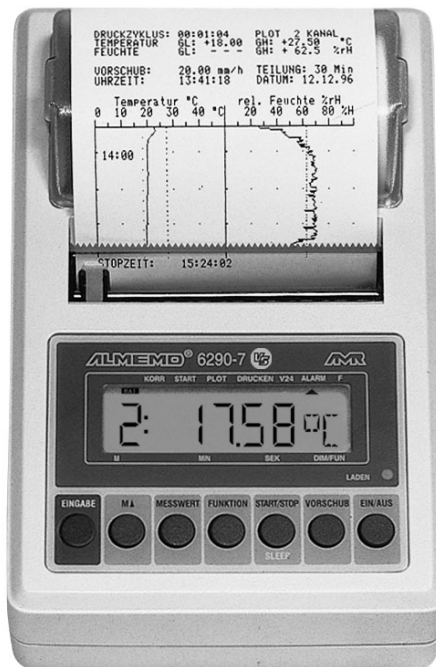 DRUCKZYKLUS: 00:01:04 PLOT 2 KANAL
TEMPERATUR GL: +18.00 GH: +27.50 °C
FEUCHTE GL: - - - GH: + 62.5 %rH
VORSCHUB: 20.00 mm/h TEILUNG: 30 Min
UHRZEIT: 13:41:18 DATUM: 12.12.96
Temperatur °C rel. Feuchte %rH
0 10 20 30 40 °C 20 40 60 80 %H
14:00
STOPZEIT: 15:24:02
ALMEMO® 6290-7 AMR
KORR START PLOT DRUCKEN V24 ALARM F
BAT
2: 17.58 °C
M MIN SEK DIM/FUN
LADEN
EINGABE M▲ MESSWERT FUNKTION START/STOP VORSCHUB EIN/AUS
SLEEP